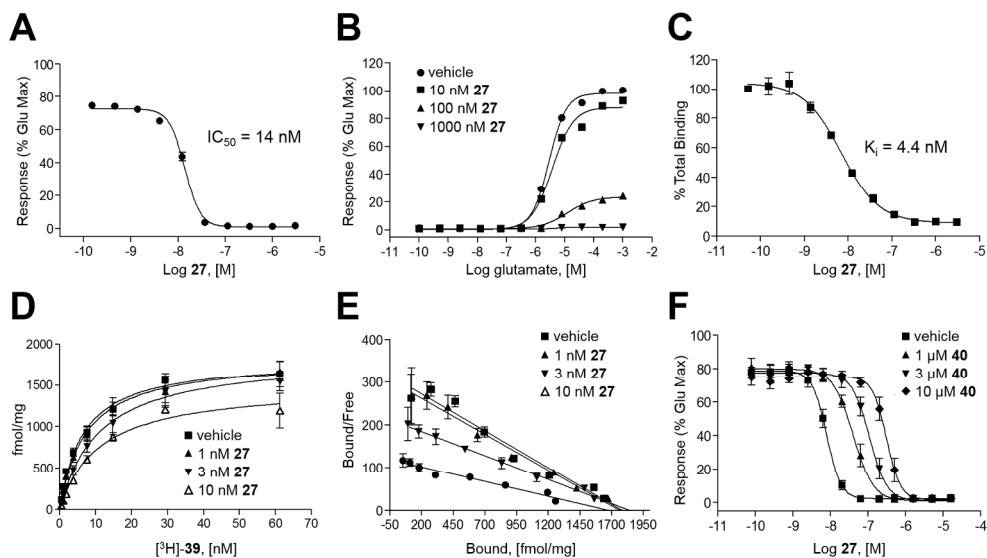 A
Response (% Glu Max)
100
80
60
40
20
0
IC50 = 14 nM
-10 -9 -8 -7 -6 -5
Log 27, [M]
B
Response (% Glu Max)
120
100
80
60
40
20
0
vehicle
10 nM 27
100 nM 27
1000 nM 27
-11 -10 -9 -8 -7 -6 -5 -4 -3 -2
Log glutamate, [M]
C
% Total Binding
120
100
80
60
40
20
0
Ki = 4.4 nM
-11 -10 -9 -8 -7 -6 -5
Log 27, [M]
D
fmol/mg
2000
1500
1000
500
0
vehicle
1 nM 27
3 nM 27
10 nM 27
0 10 20 30 40 50 60 70
[³H]-39, [nM]
E
Bound/Free
400
300
200
100
0
vehicle
1 nM 27
3 nM 27
10 nM 27
-50 200 450 700 950 1200 1450 1700 1950
Bound, [fmol/mg]
F
Response (% Glu Max)
100
80
60
40
20
0
vehicle
1 µM 40
3 µM 40
10 µM 40
-11 -10 -9 -8 -7 -6 -5 -4
Log 27, [M]